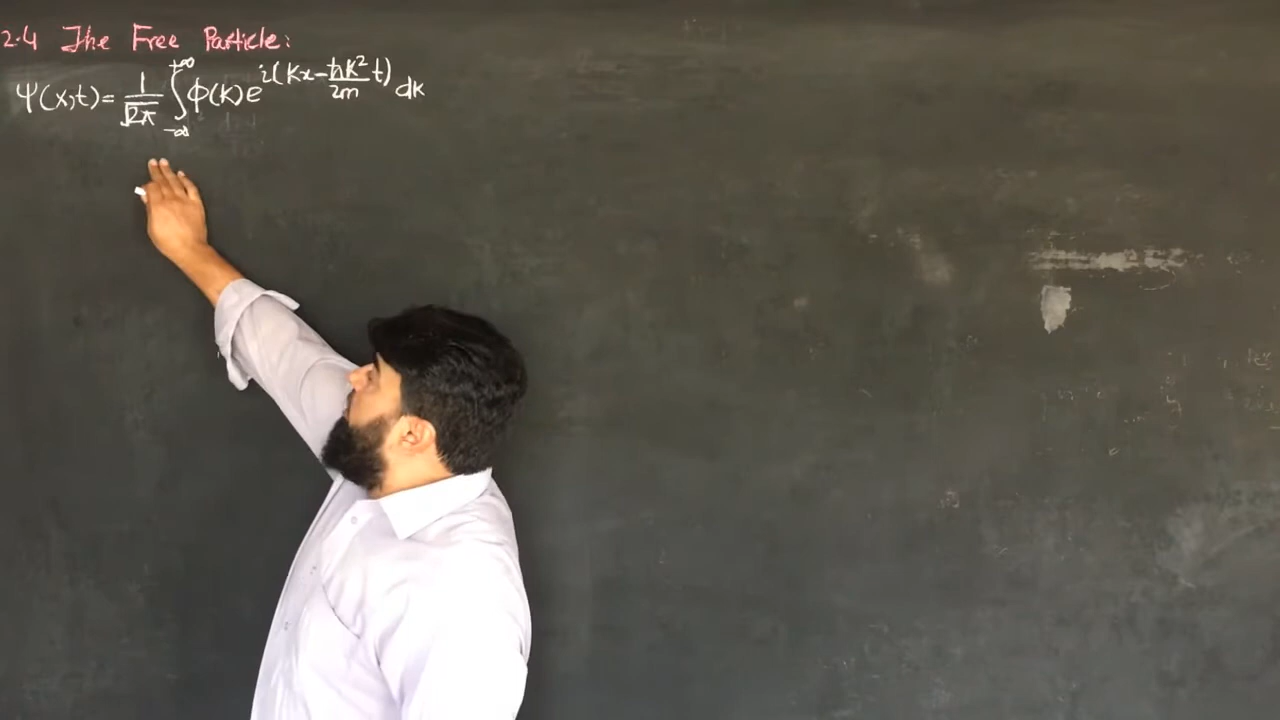 2.4 The Free Particle:
Ψ(x,t) = 1/√2π ∫_{-∞}^{+∞} φ(k) e^{i(kx - ħk²/2m t)} dk